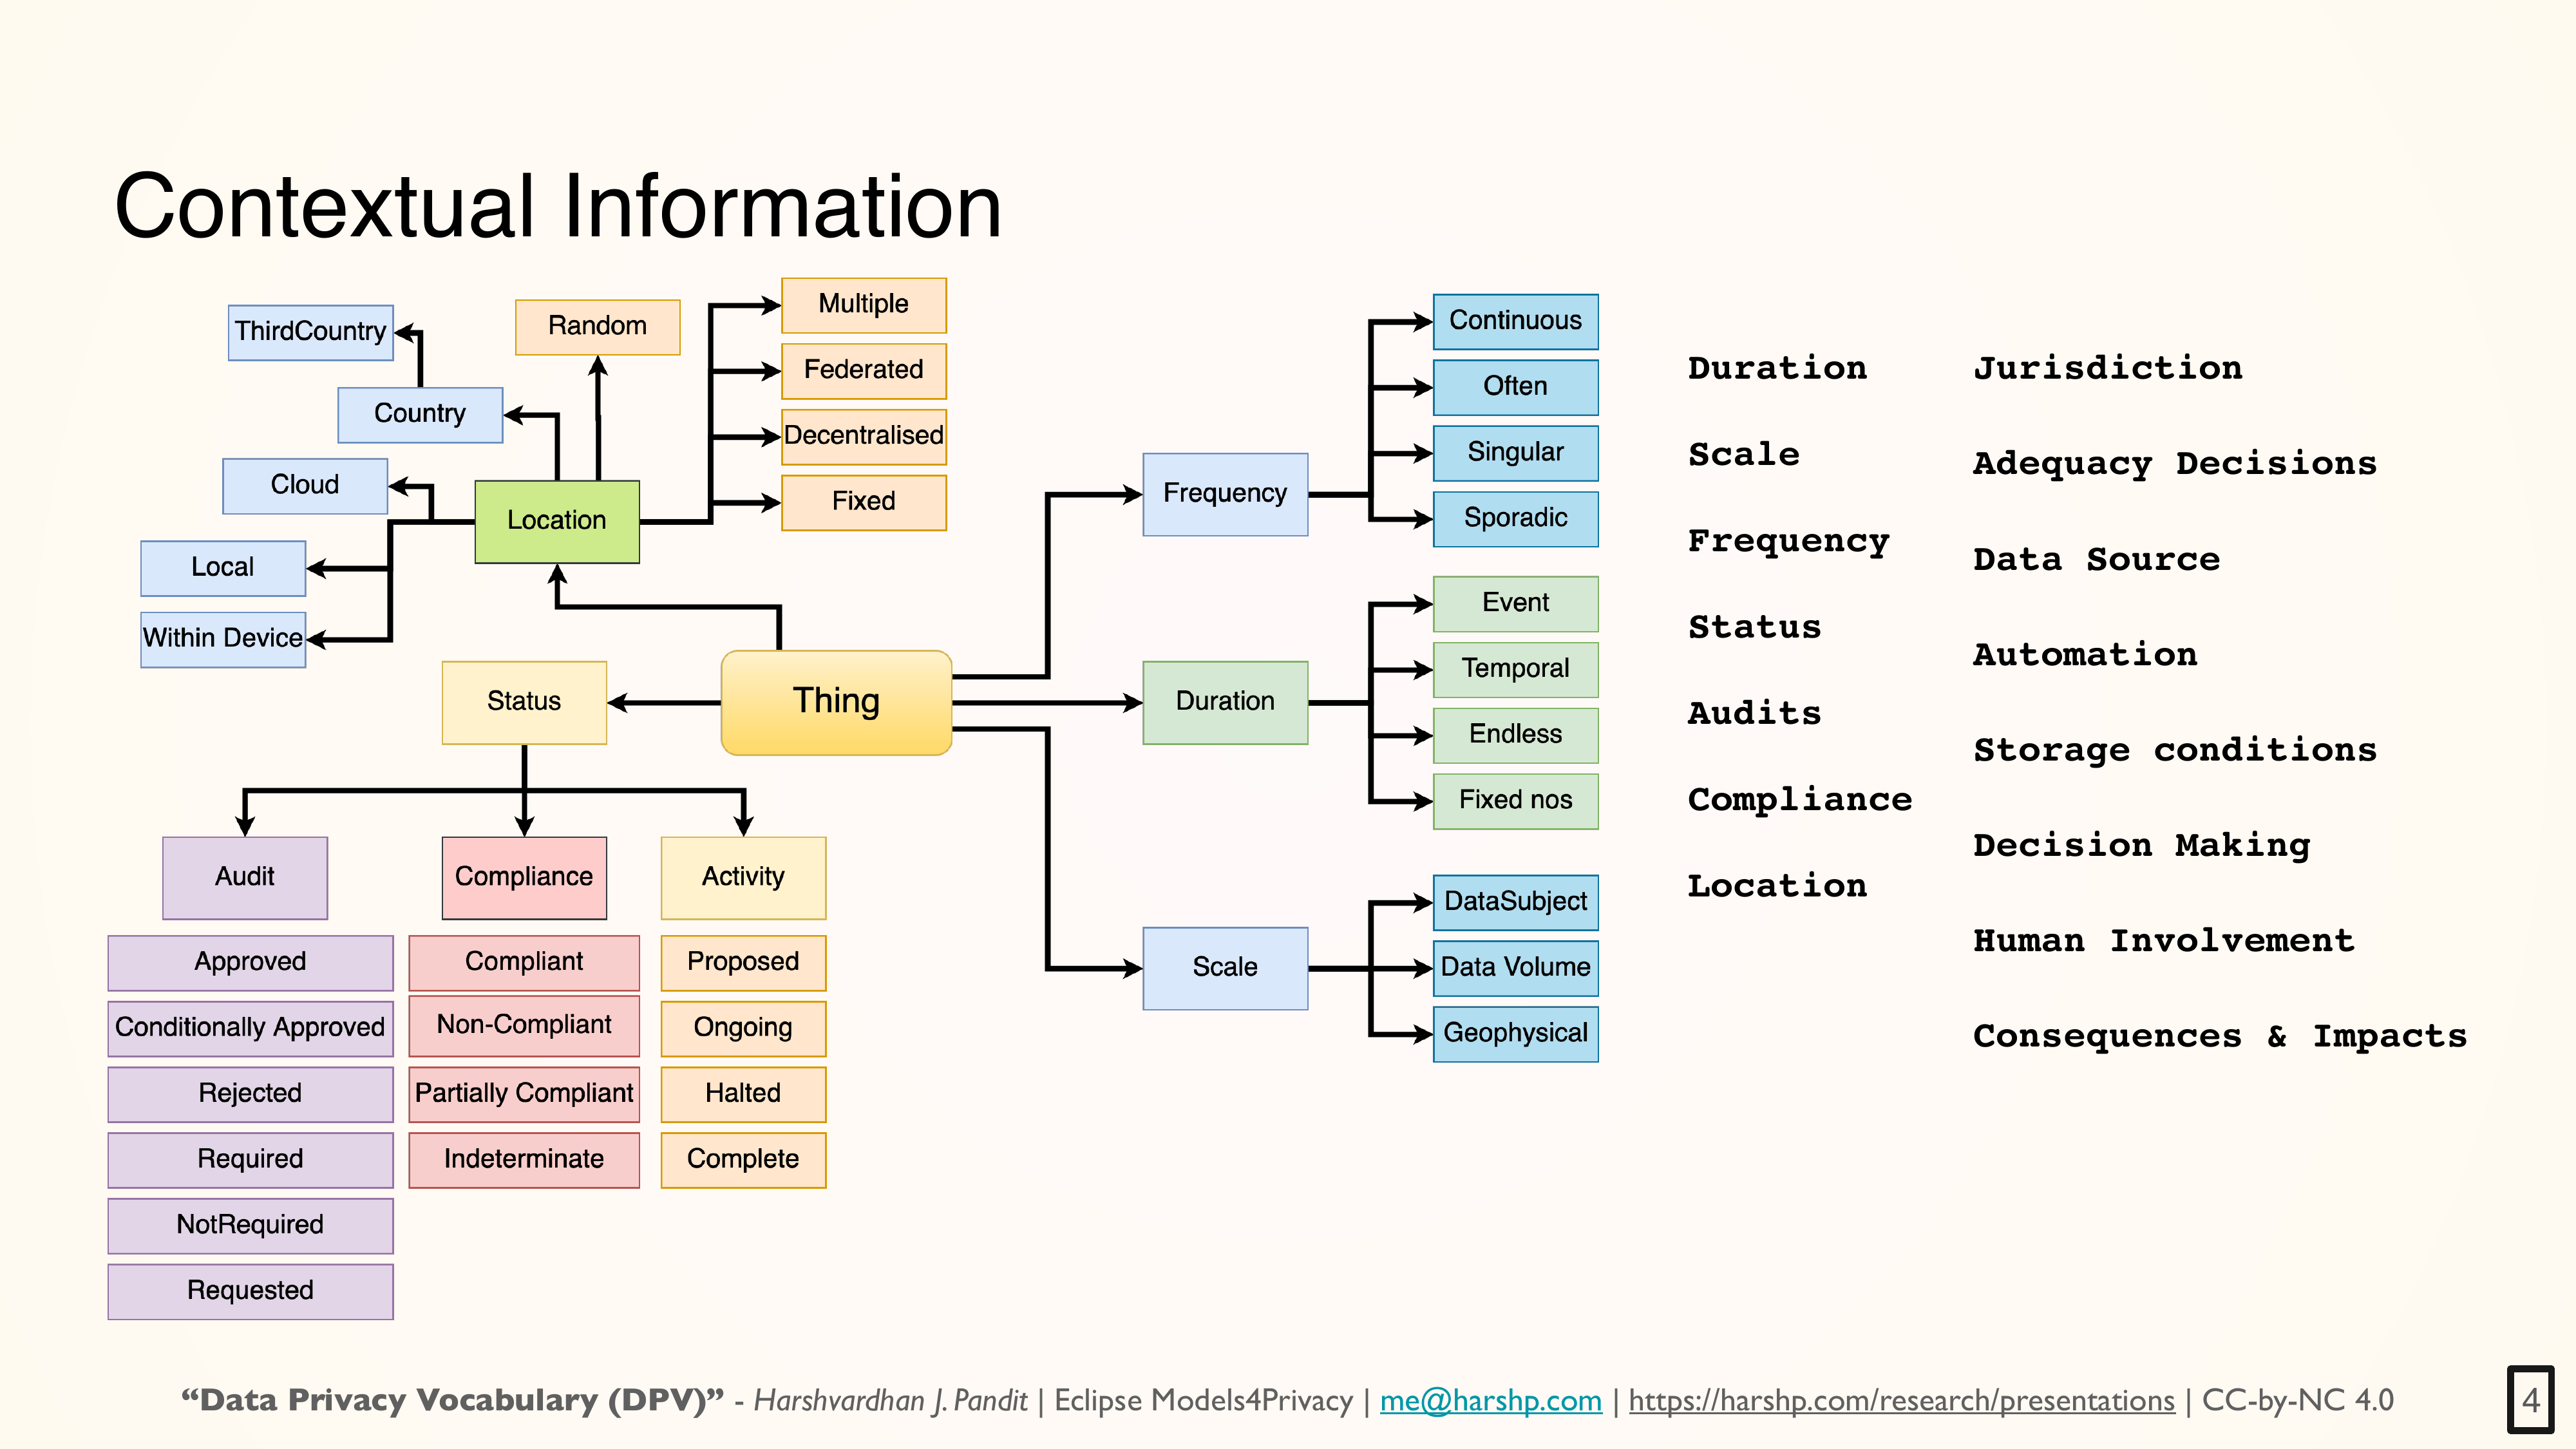 Contextual Information
ThirdCountry
Random
Multiple
Federated
Country
Decentralised
Cloud
Fixed
Location
Local
Within Device
Status
Thing
Audit
Compliance
Activity
Approved
Conditionally Approved
Rejected
Required
NotRequired
Requested
Compliant
Non-Compliant
Partially Compliant
Indeterminate
Proposed
Ongoing
Halted
Complete
Frequency
Continuous
Often
Singular
Sporadic
Duration
Event
Temporal
Endless
Fixed nos
Scale
DataSubject
Data Volume
Geophysical
Duration
Scale
Frequency
Status
Audits
Compliance
Location
Jurisdiction
Adequacy Decisions
Data Source
Automation
Storage conditions
Decision Making
Human Involvement
Consequences & Impacts
“Data Privacy Vocabulary (DPV)” - Harshvardhan J. Pandit | Eclipse Models4Privacy | me@harshp.com | https://harshp.com/research/presentations | CC-by-NC 4.0
4